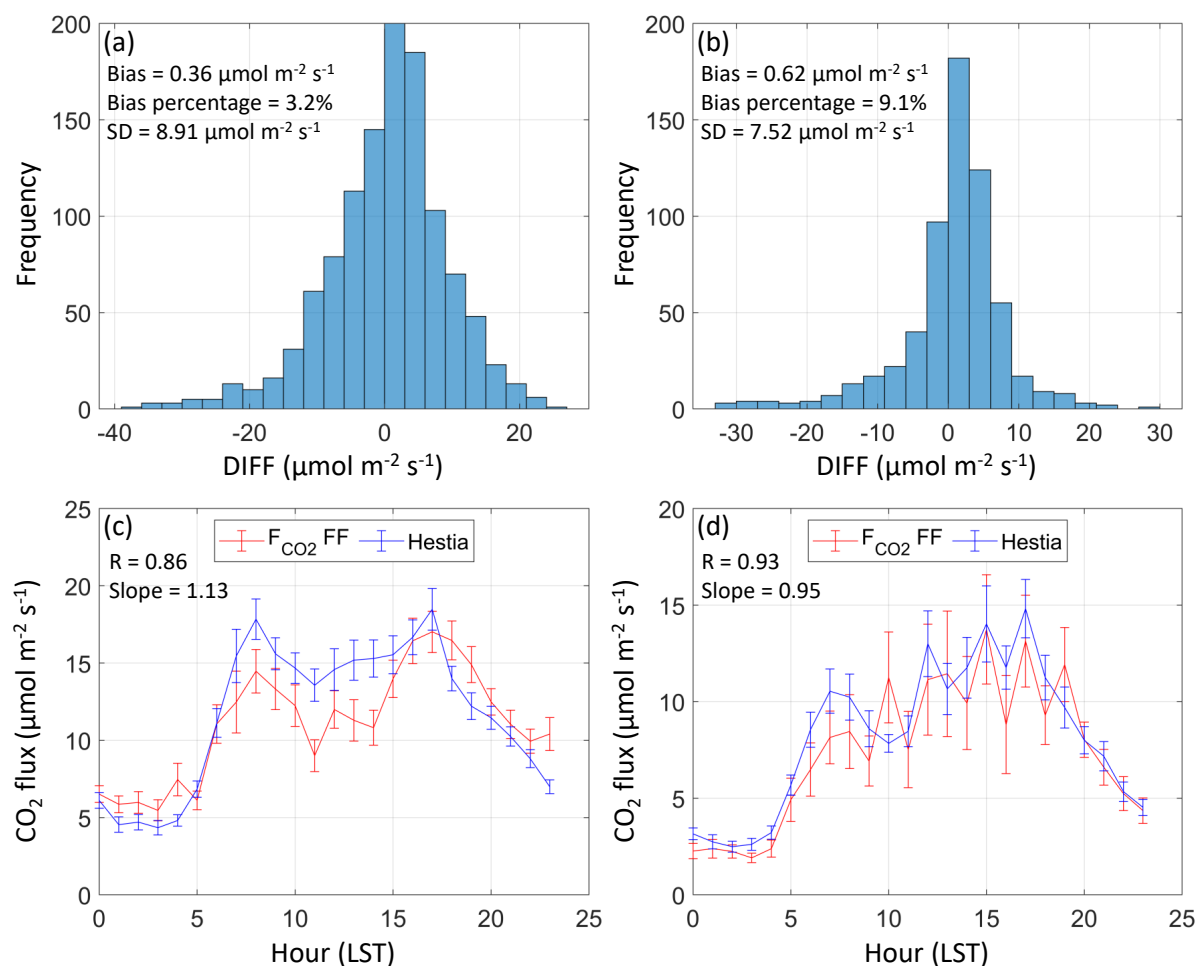 (a)
Bias = 0.36 µmol m⁻² s⁻¹
Bias percentage = 3.2%
SD = 8.91 µmol m⁻² s⁻¹
200
150
100
50
0
Frequency
-40 -20 0 20
DIFF (µmol m⁻² s⁻¹)
(b)
Bias = 0.62 µmol m⁻² s⁻¹
Bias percentage = 9.1%
SD = 7.52 µmol m⁻² s⁻¹
200
150
100
50
0
Frequency
-30 -20 -10 0 10 20 30
DIFF (µmol m⁻² s⁻¹)
(c)
F_CO2 FF Hestia
R = 0.86
Slope = 1.13
25
20
15
10
5
0
CO₂ flux (µmol m⁻² s⁻¹)
0 5 10 15 20 25
Hour (LST)
(d)
F_CO2 FF Hestia
R = 0.93
Slope = 0.95
20
15
10
5
0
CO₂ flux (µmol m⁻² s⁻¹)
0 5 10 15 20 25
Hour (LST)